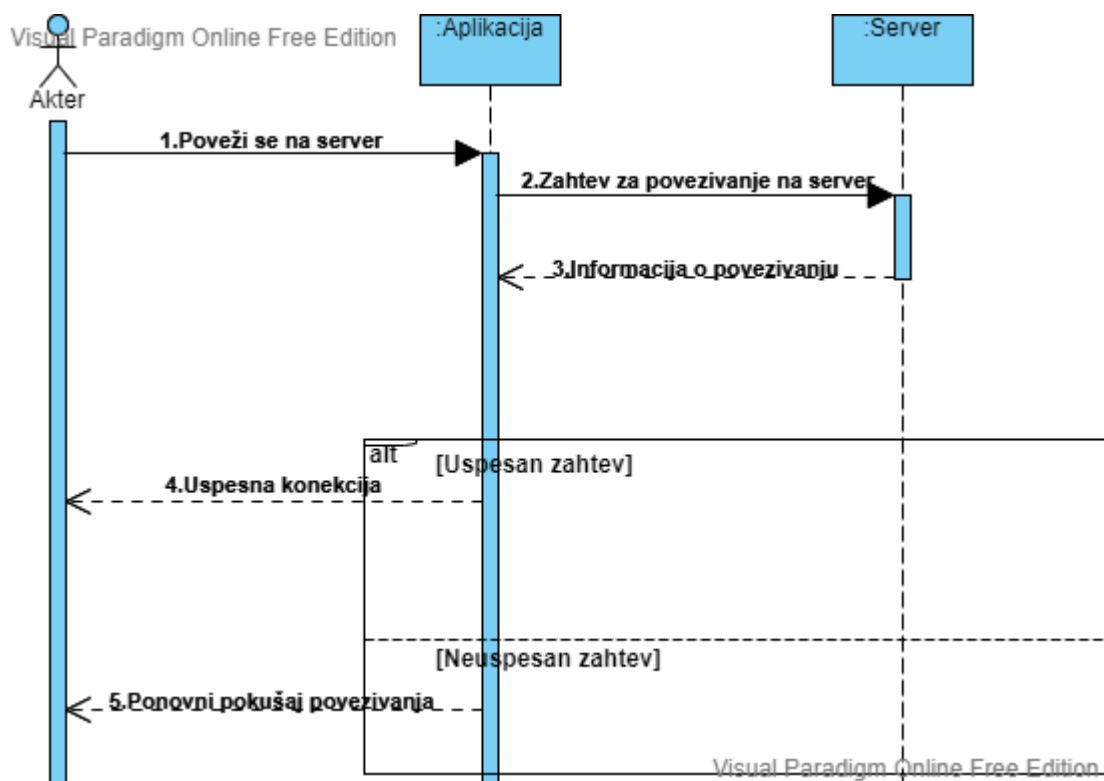 Visual Paradigm Online Free Edition
:Aplikacija
:Server
Akter
1.Poveži se na server
2.Zahtev za povezivanje na server
3.Informacija o povezivanju
alt
[Uspesan zahtev]
4.Uspesna konekcija
[Neuspesan zahtev]
5.Ponovni pokušaj povezivanja
Visual Paradigm Online Free Edition